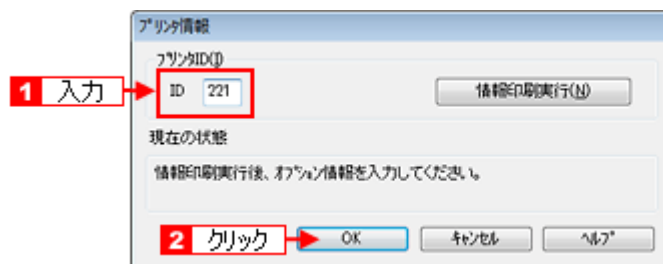 プリンタ情報
プリンタID(I)
1 入力
ID 221
情報印刷実行(N)
現在の状態
情報印刷実行後、オプション情報を入力してください。
2 クリック
OK キャンセル ヘルプ